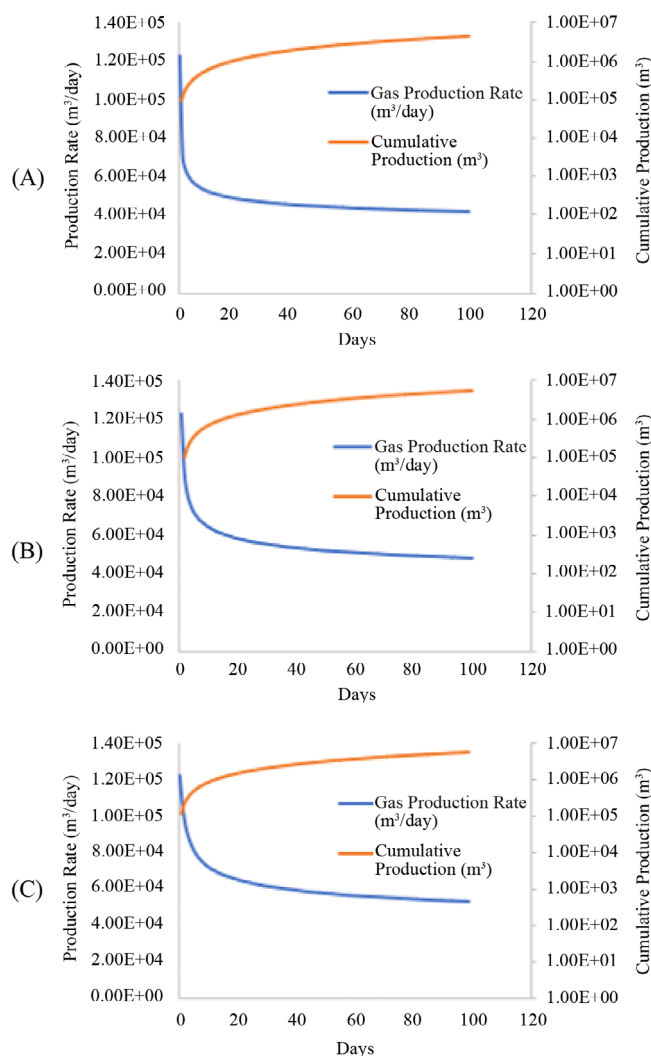 (A)
Production Rate (m³/day)
1.40E+05
1.20E+05
1.00E+05
8.00E+04
6.00E+04
4.00E+04
2.00E+04
0.00E+00
0 20 40 60 80 100 120
Days
Gas Production Rate
(m³/day)
Cumulative
Production (m³)
1.00E+07
1.00E+06
1.00E+05
1.00E+04
1.00E+03
1.00E+02
1.00E+01
1.00E+00
Cumulative Production (m³)
(B)
Production Rate (m³/day)
1.40E+05
1.20E+05
1.00E+05
8.00E+04
6.00E+04
4.00E+04
2.00E+04
0.00E+00
0 20 40 60 80 100 120
Days
Gas Production Rate
(m³/day)
Cumulative
Production (m³)
1.00E+07
1.00E+06
1.00E+05
1.00E+04
1.00E+03
1.00E+02
1.00E+01
1.00E+00
Cumulative Production (m³)
(C)
Production Rate (m³/day)
1.40E+05
1.20E+05
1.00E+05
8.00E+04
6.00E+04
4.00E+04
2.00E+04
0.00E+00
0 20 40 60 80 100 120
Days
Gas Production Rate
(m³/day)
Cumulative
Production (m³)
1.00E+07
1.00E+06
1.00E+05
1.00E+04
1.00E+03
1.00E+02
1.00E+01
1.00E+00
Cumulative Production (m³)